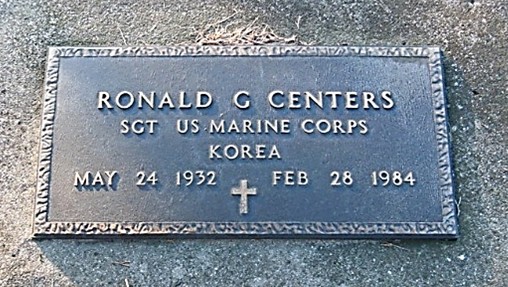 RONALD G CENTERS
SGT US MARINE CORPS
KOREA
MAY 24 1932 FEB 28 1984